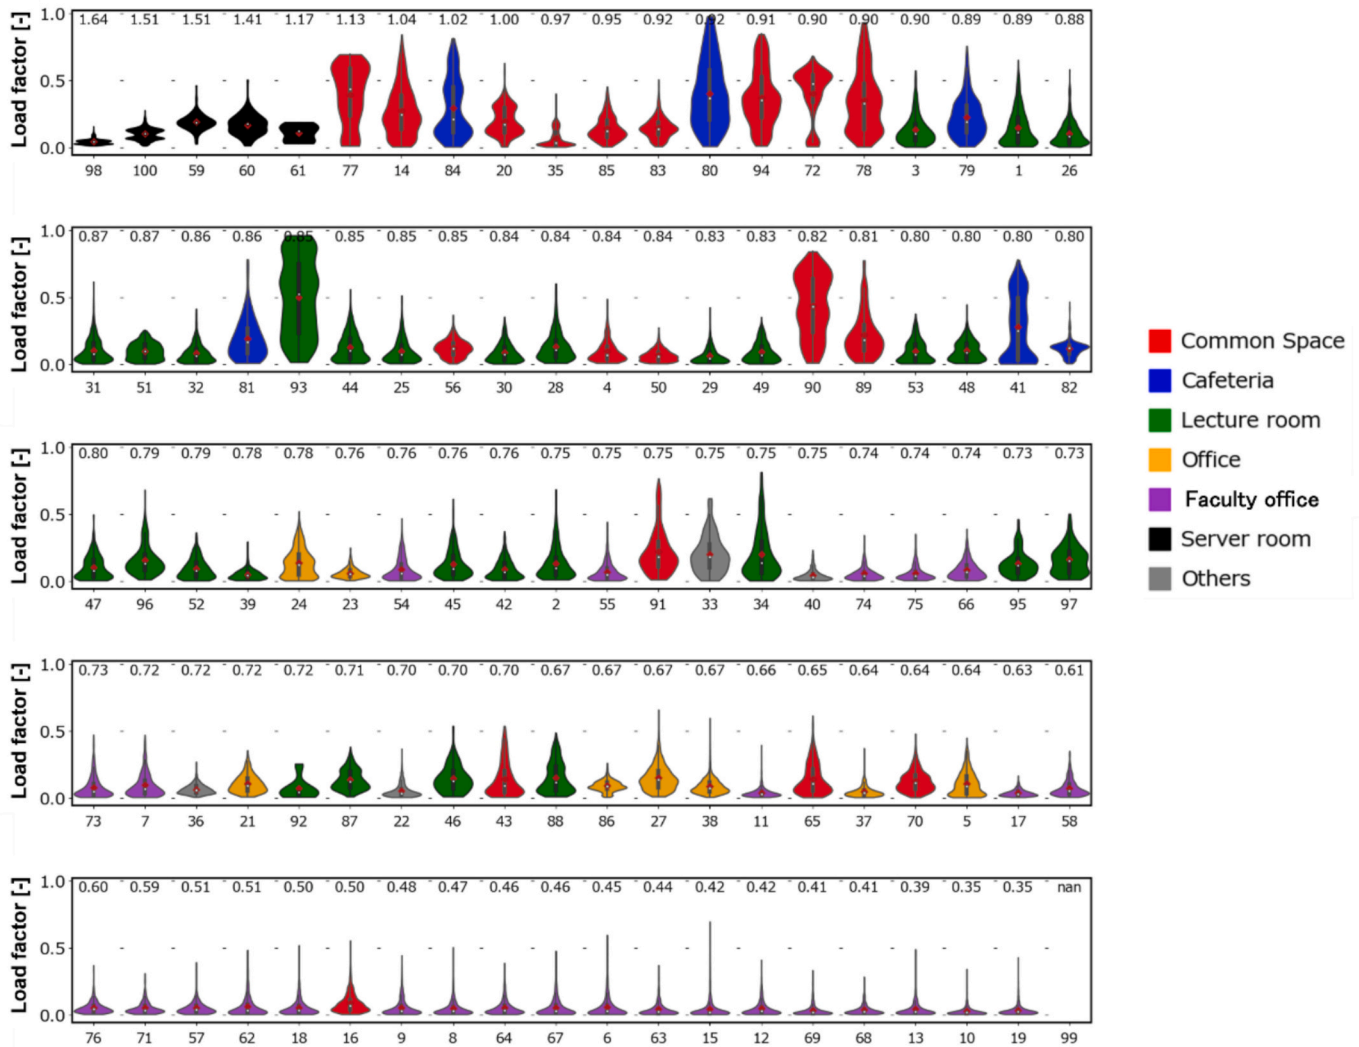 Load factor [-]
1.0 1.64 1.51 1.51 1.41 1.17 1.13 1.04 1.02 1.00 0.97 0.95 0.92 0.92 0.91 0.90 0.90 0.90 0.89 0.89 0.88
0.5
0.0
98 100 59 60 61 77 14 84 20 35 85 83 80 94 72 78 3 79 1 26
Load factor [-]
1.0 0.87 0.87 0.86 0.86 0.85 0.85 0.85 0.85 0.84 0.84 0.84 0.84 0.83 0.83 0.82 0.81 0.80 0.80 0.80 0.80
0.5
0.0
31 51 32 81 93 44 25 56 30 28 4 50 29 49 90 89 53 48 41 82
Load factor [-]
1.0 0.80 0.79 0.79 0.78 0.78 0.76 0.76 0.76 0.76 0.75 0.75 0.75 0.75 0.75 0.75 0.74 0.74 0.74 0.73 0.73
0.5
0.0
47 96 52 39 24 23 54 45 42 2 55 91 33 34 40 74 75 66 95 97
Load factor [-]
1.0 0.73 0.72 0.72 0.72 0.72 0.71 0.70 0.70 0.70 0.67 0.67 0.67 0.67 0.66 0.65 0.64 0.64 0.64 0.63 0.61
0.5
0.0
73 7 36 21 92 87 22 46 43 88 86 27 38 11 65 37 70 5 17 58
Load factor [-]
1.0 0.60 0.59 0.51 0.51 0.50 0.50 0.48 0.47 0.46 0.46 0.45 0.44 0.42 0.42 0.41 0.41 0.39 0.35 0.35 nan
0.5
0.0
76 71 57 62 18 16 9 8 64 67 6 63 15 12 69 68 13 10 19 99
Common Space
Cafeteria
Lecture room
Office
Faculty office
Server room
Others